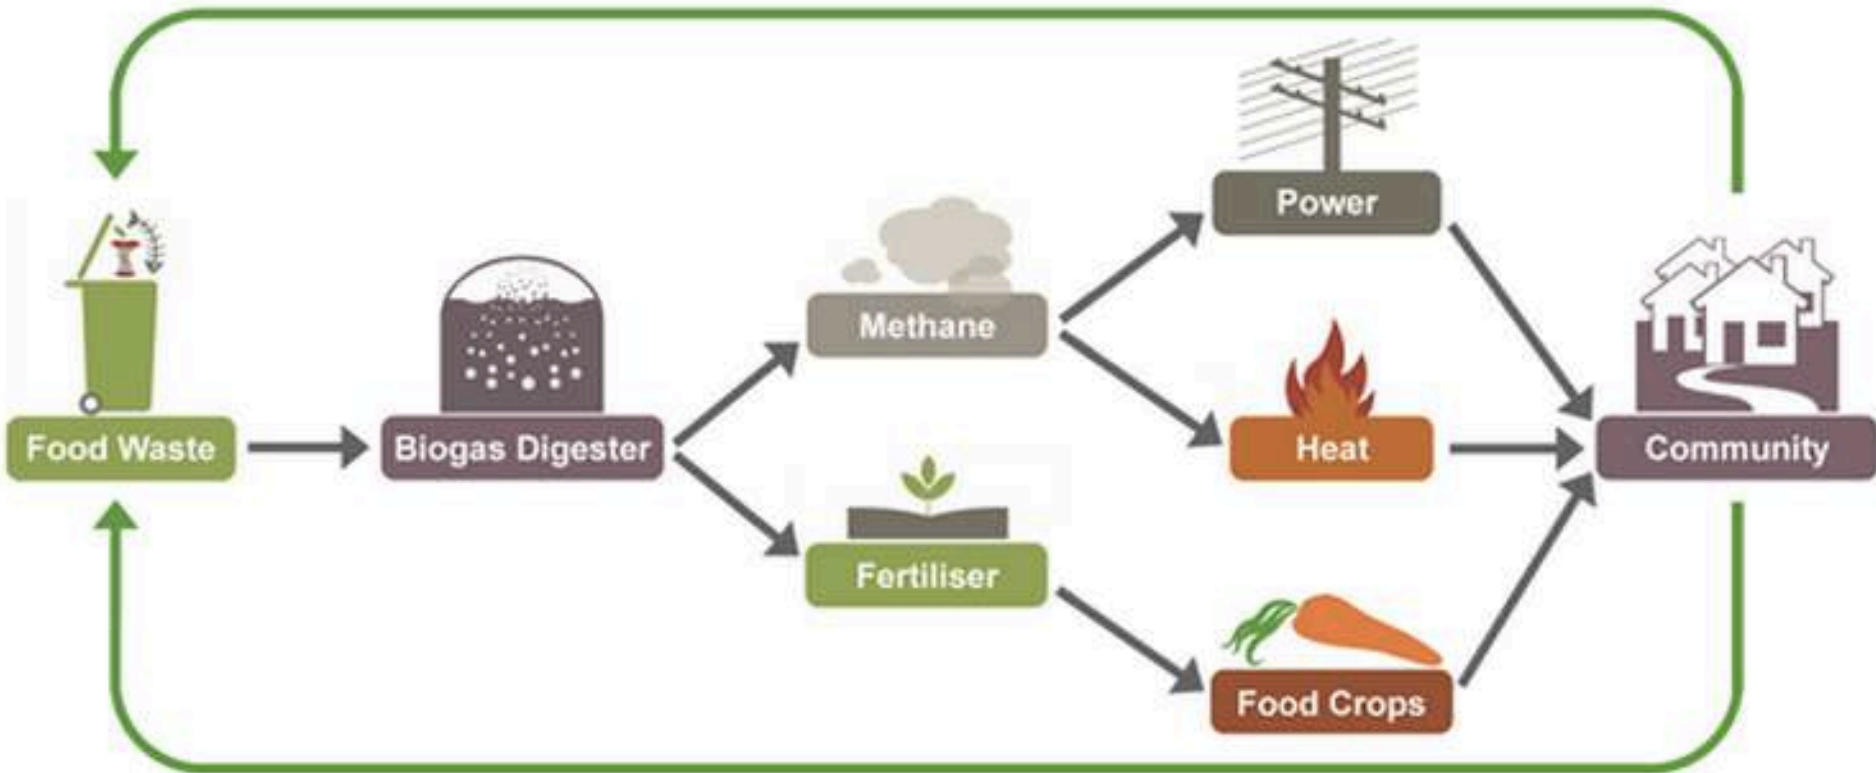 Power
Methane
Food Waste
Biogas Digester
Heat
Community
Fertiliser
Food Crops